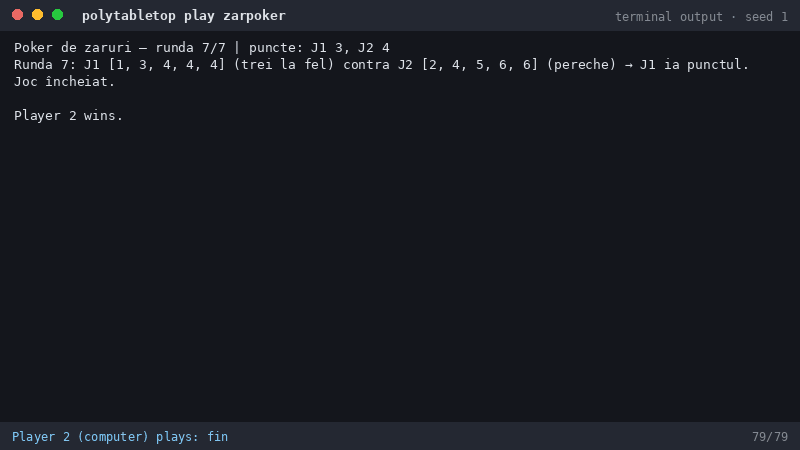 polytabletop play zarpoker
terminal output · seed 1
Poker de zaruri — runda 7/7 | puncte: J1 3, J2 4
Runda 7: J1 [1, 3, 4, 4, 4] (trei la fel) contra J2 [2, 4, 5, 6, 6] (pereche) → J1 ia punctul.
Joc încheiat.
Player 2 wins.
Player 2 (computer) plays: fin
79/79